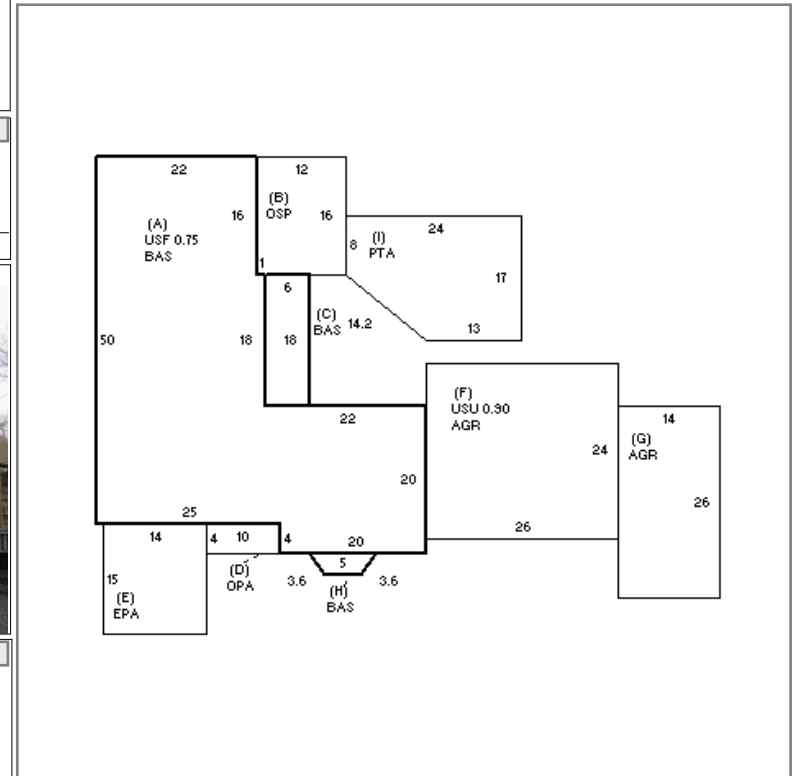 22
12
(B)
OSP
16
16
(A)
USF 0.75
BAS
24
8
(I)
PTA
1
17
6
(C)
BAS
14.2
13
50
18
18
(F)
USU 0.90
AGR
22
14
(G)
AGR
24
20
26
25
26
14
4
10
4
20
5
15
(E)
EPA
(D)
OPA
3.6
(H)
BAS
3.6